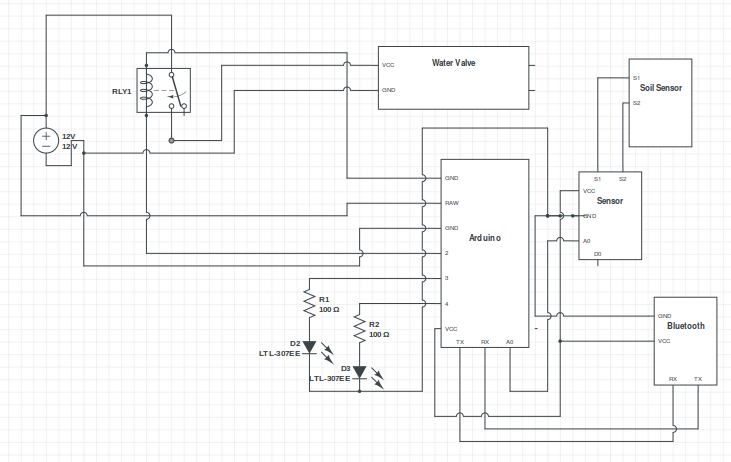 RLY1
12V
12 V
Water Valve
VCC
GND
Soil Sensor
S1
S2
Sensor
S1
S2
VCC
GND
A0
D0
Arduino
GND
RAW
GND
2
3
4
VCC
TX
RX
A0
R1
100 Ω
R2
100 Ω
D2
LTL-307EE
D3
LTL-307EE
Bluetooth
GND
VCC
RX
TX